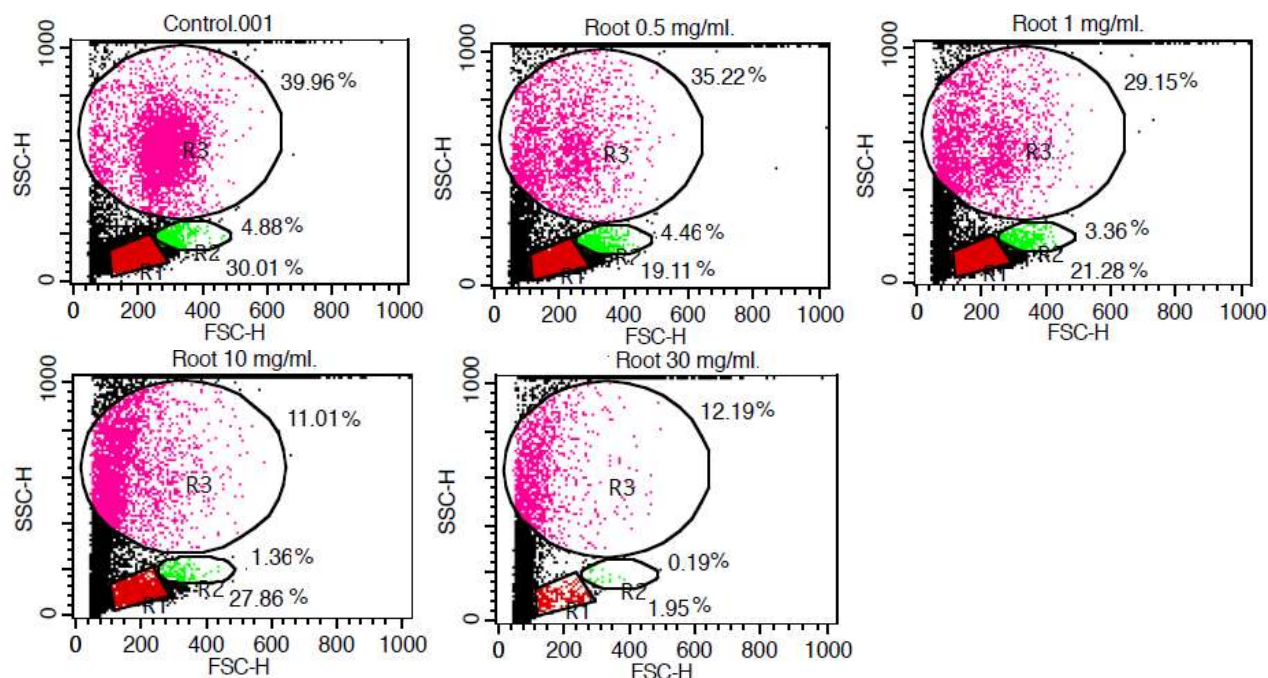 Control.001
1000
39.96 %
SSC-H
R3
4.88 %
R2
R1
30.01 %
0
0 200 400 600 800 1000
FSC-H
Root 0.5 mg/ml.
1000
35.22 %
SSC-H
R3
4.46 %
R2
R1
19.11 %
0
0 200 400 600 800 1000
FSC-H
Root 1 mg/ml.
1000
29.15 %
SSC-H
R3
3.36 %
R2
R1
21.28 %
0
0 200 400 600 800 1000
FSC-H
Root 10 mg/ml.
1000
11.01 %
SSC-H
R3
1.36 %
R2
R1
27.86 %
0
0 200 400 600 800 1000
FSC-H
Root 30 mg/ml.
1000
12.19 %
SSC-H
R3
0.19 %
R2
R1
1.95 %
0
0 200 400 600 800 1000
FSC-H